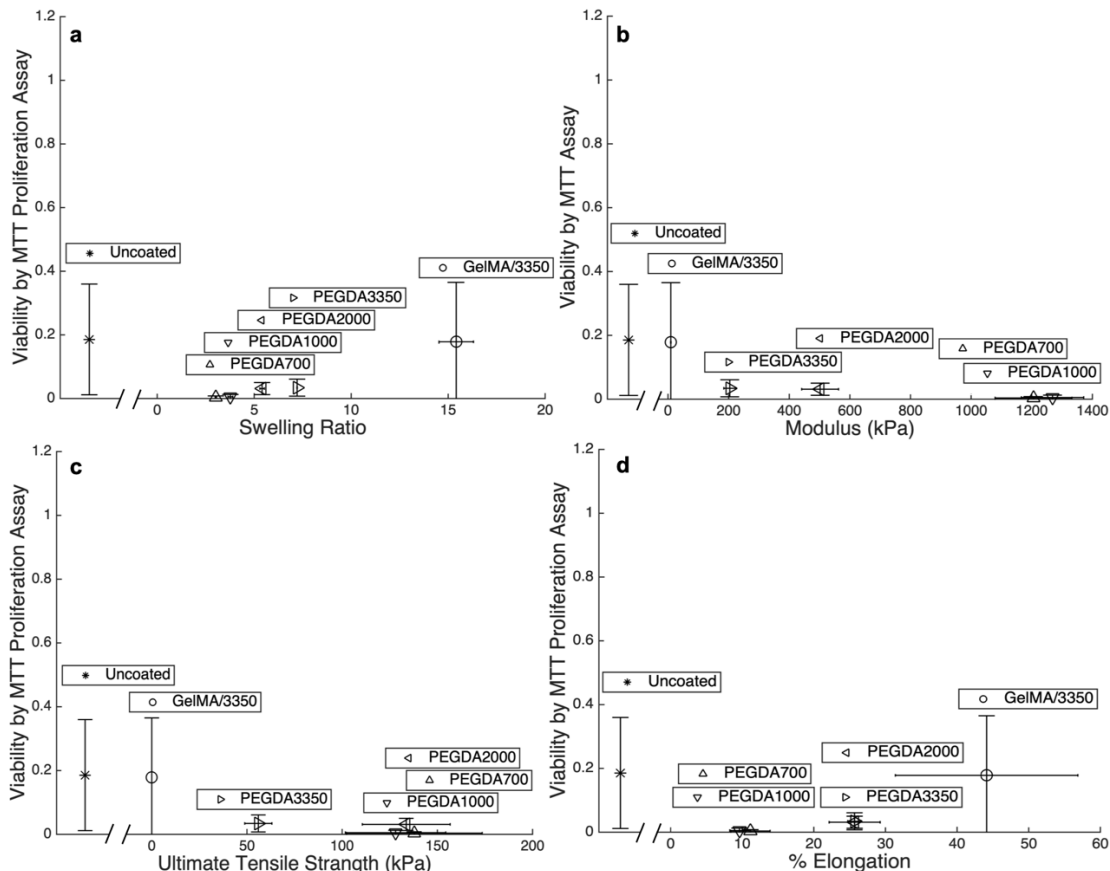 a
Viability by MTT Proliferation Assay
1.2
1
0.8
0.6
0.4
0.2
0
Uncoated
GelMA/3350
PEGDA3350
PEGDA2000
PEGDA1000
PEGDA700
0 5 10 15 20
Swelling Ratio
b
Viability by MTT Assay
1.2
1
0.8
0.6
0.4
0.2
0
Uncoated
GelMA/3350
PEGDA2000
PEGDA700
PEGDA3350
PEGDA1000
0 200 400 600 800 1000 1200 1400
Modulus (kPa)
c
Viability by MTT Proliferation Assay
1.2
1
0.8
0.6
0.4
0.2
0
Uncoated
GelMA/3350
PEGDA2000
PEGDA700
PEGDA3350
PEGDA1000
0 50 100 150 200
Ultimate Tensile Strength (kPa)
d
Viability by MTT Proliferation Assay
1.2
1
0.8
0.6
0.4
0.2
0
Uncoated
GelMA/3350
PEGDA2000
PEGDA700
PEGDA1000
PEGDA3350
0 10 20 30 40 50 60
% Elongation